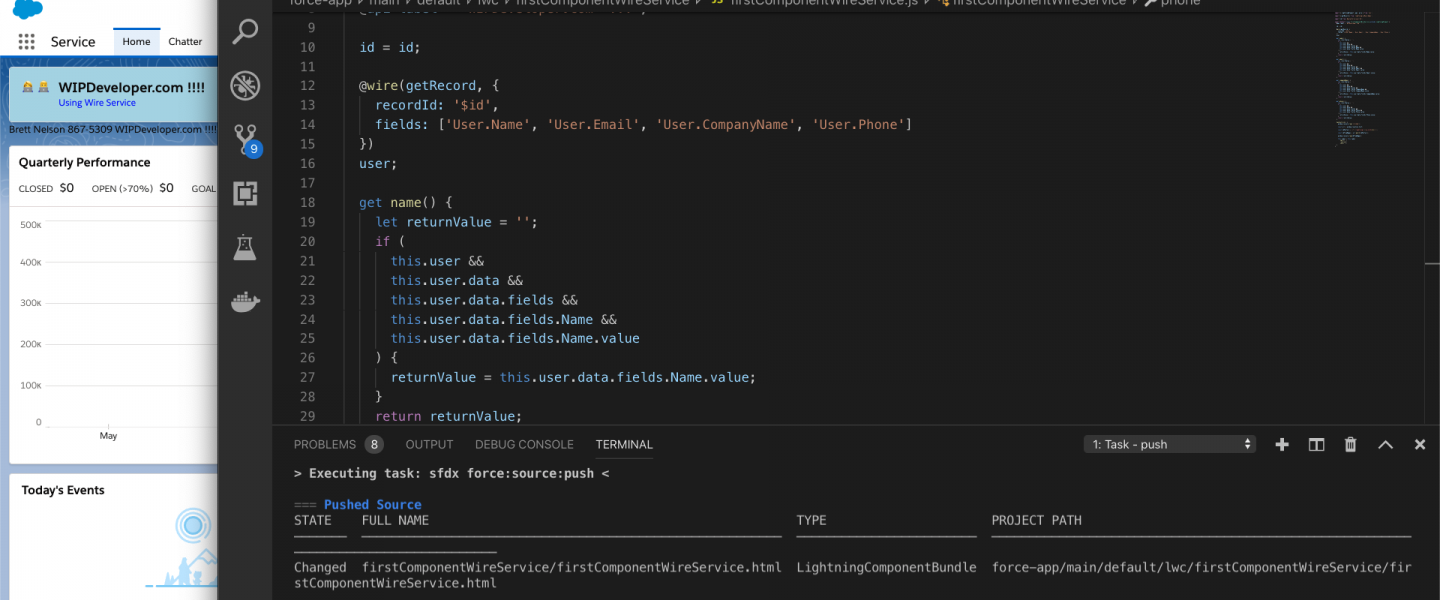 Service Home Chatter
WIPDeveloper.com !!!!
Using Wire Service
Brett Nelson 867-5309 WIPDeveloper.com !!!!
Quarterly Performance
CLOSED $0 OPEN (>70%) $0 GOAL
500K
400K
300K
200K
100K
0
May
Today's Events
9
force-app > main > default > lwc > firstComponentWireService > JS firstComponentWireService.js > firstComponentWireService > phone
9
10 id = id;
11
12 @wire(getRecord, {
13 recordId: '$id',
14 fields: ['User.Name', 'User.Email', 'User.CompanyName', 'User.Phone']
15 })
16 user;
17
18 get name() {
19 let returnValue = '';
20 if (
21 this.user &&
22 this.user.data &&
23 this.user.data.fields &&
24 this.user.data.fields.Name &&
25 this.user.data.fields.Name.value
26 ) {
27 returnValue = this.user.data.fields.Name.value;
28 }
29 return returnValue;
PROBLEMS 8 OUTPUT DEBUG CONSOLE TERMINAL 1: Task - push
> Executing task: sfdx force:source:push <
=== Pushed Source
STATE FULL NAME TYPE PROJECT PATH
Changed firstComponentWireService/firstComponentWireService.html LightningComponentBundle force-app/main/default/lwc/firstComponentWireService/fir
stComponentWireService.html